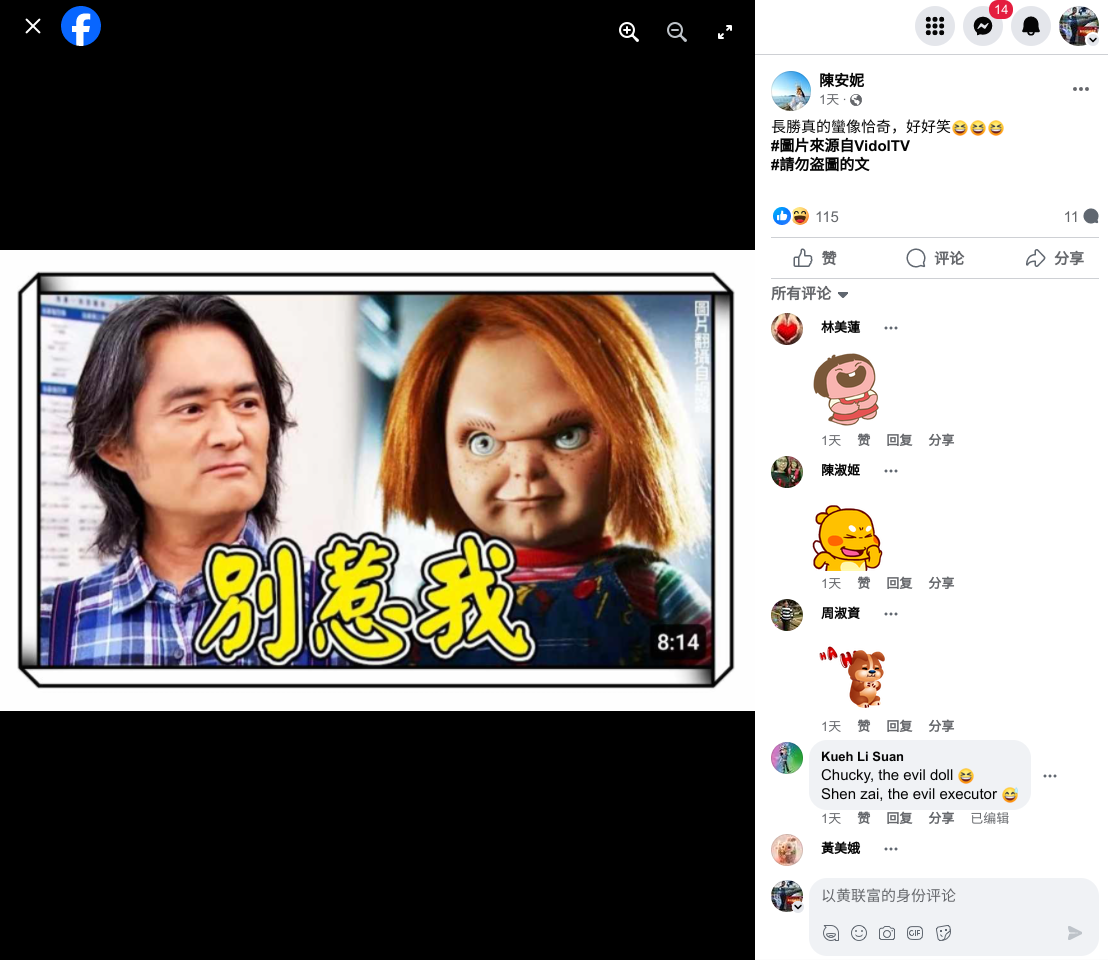 14
陳安妮
1天
長勝真的蠻像恰奇，好好笑😆😆😆
#圖片來源自VidolTV
#請勿盗圖的文
115
11
赞
评论
分享
所有评论
林美蓮
1天 赞 回复 分享
陳淑姬
1天 赞 回复 分享
周淑資
HAW
1天 赞 回复 分享
Kueh Li Suan
Chucky, the evil doll 😆
Shen zai, the evil executor 😅
1天 赞 回复 分享 已编辑
黃美娥
以黄联富的身份评论
GIF
圖片翻攝自
別惹我
8:14